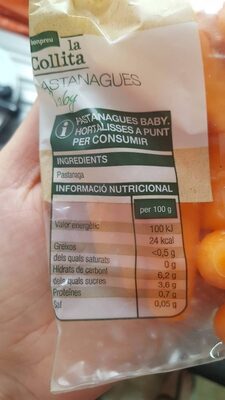 bonpreu
la
Collita
PASTANAGUES
Baby
i PASTANAGUES BABY.
HORTALISSES A PUNT
PER CONSUMIR
INGREDIENTS
Pastanaga
INFORMACIÓ NUTRICIONAL
per 100 g
Valor energètic 100 kJ
24 kcal
Greixos <0,5 g
dels quals saturats 0 g
Hidrats de carboni 6,2 g
dels quals sucres 3,6 g
Proteïnes 0,7 g
Sal 0,05 g